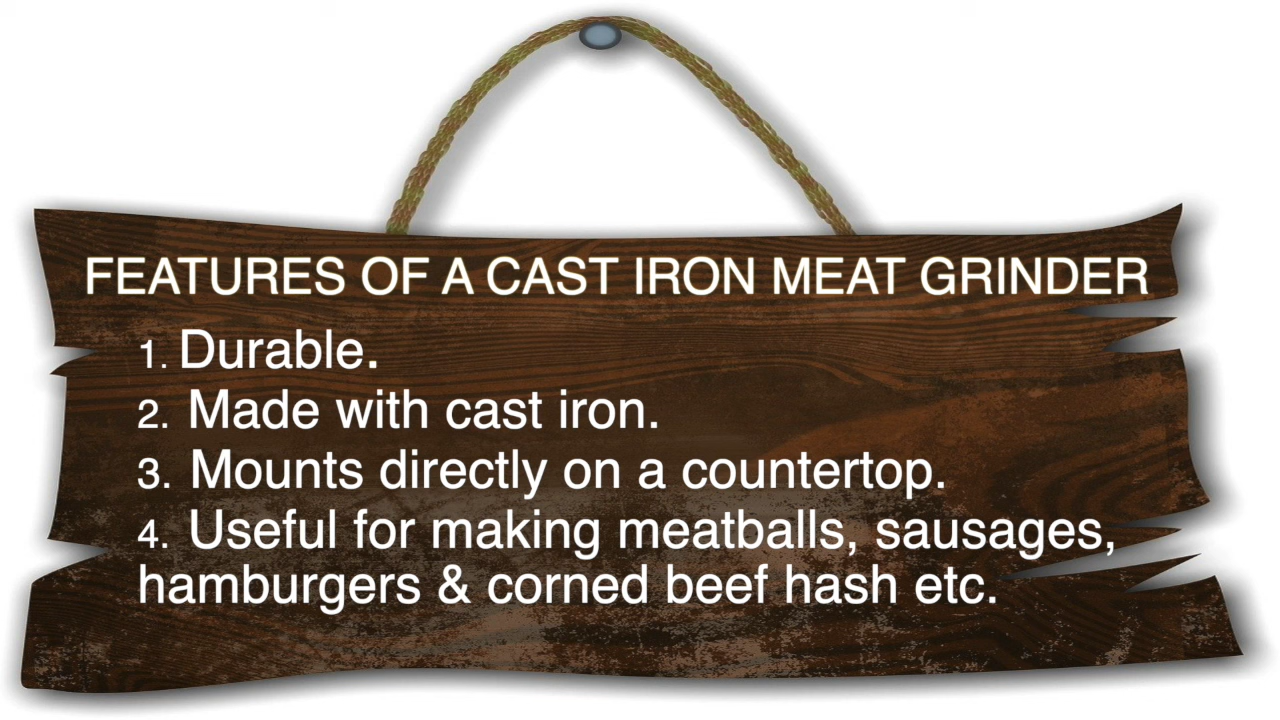 FEATURES OF A CAST IRON MEAT GRINDER
1. Durable.
2. Made with cast iron.
3. Mounts directly on a countertop.
4. Useful for making meatballs, sausages,
hamburgers & corned beef hash etc.